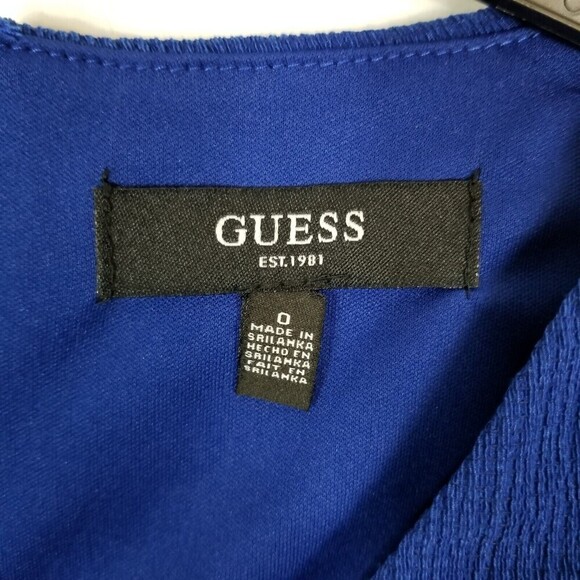 GUESS
EST.1981
0
MADE IN
SRILANKA
HECHO EN
SRILANKA
FAIT EN
SRILANKA